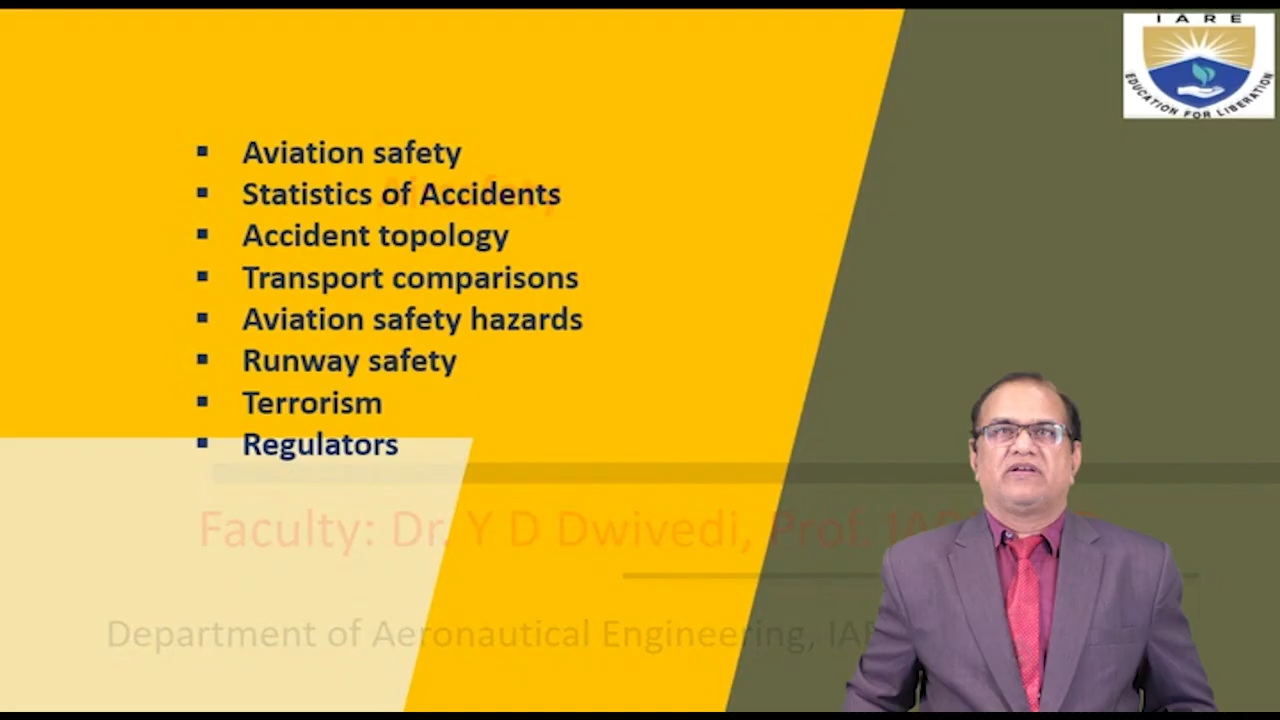 I A R E
EDUCATION FOR LIBERATION
Aviation safety
Statistics of Accidents
Accident topology
Transport comparisons
Aviation safety hazards
Runway safety
Terrorism
Regulators
Faculty: Dr. Y D Dwivedi, Prof.
Department of Aeronautical Engineering,